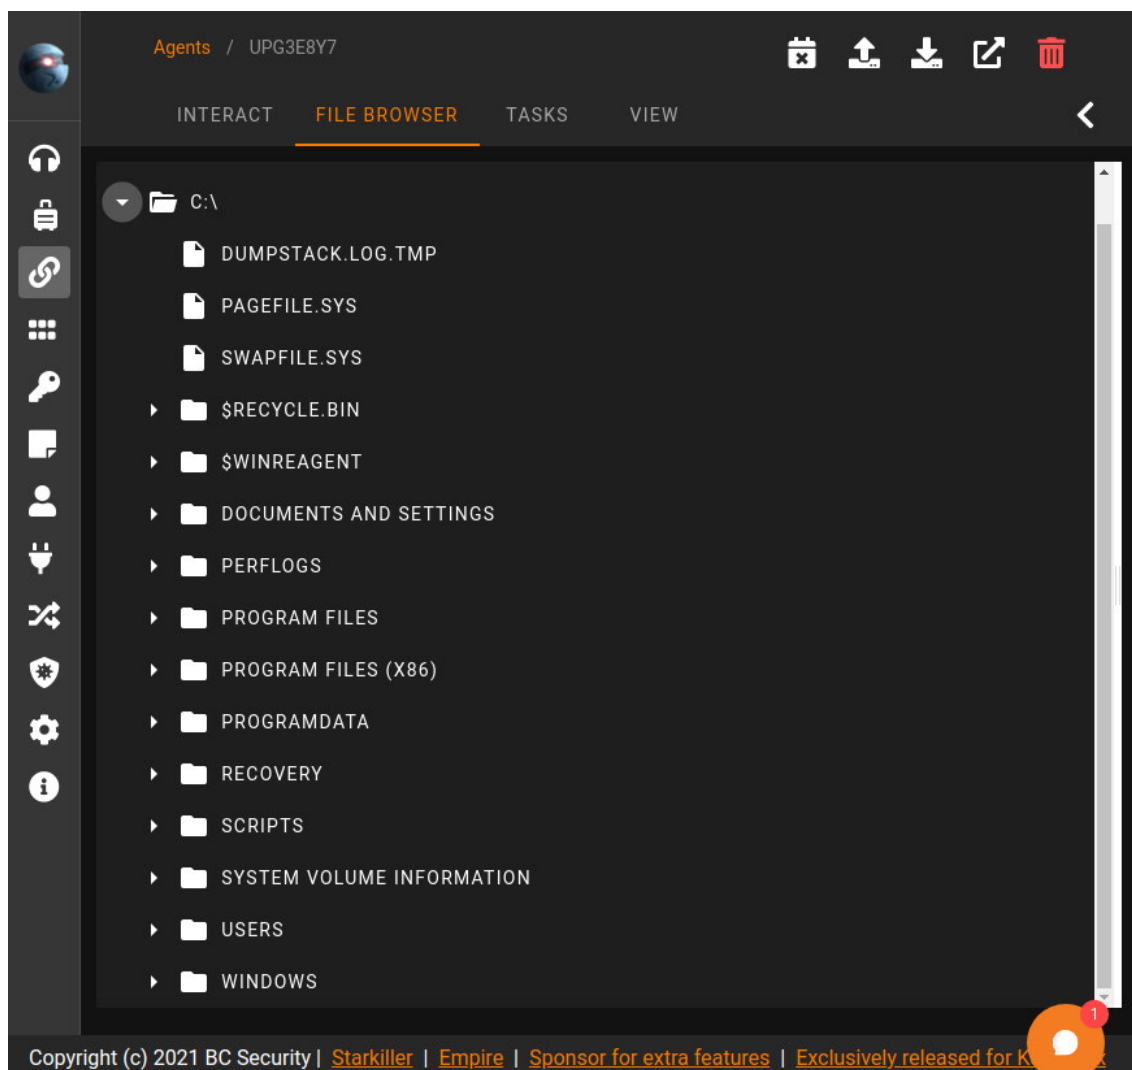 Agents / UPG3E8Y7
INTERACT FILE BROWSER TASKS VIEW
C:\
DUMPSTACK.LOG.TMP
PAGEFILE.SYS
SWAPFILE.SYS
$RECYCLE.BIN
$WINREAGENT
DOCUMENTS AND SETTINGS
PERFLOGS
PROGRAM FILES
PROGRAM FILES (X86)
PROGRAMDATA
RECOVERY
SCRIPTS
SYSTEM VOLUME INFORMATION
USERS
WINDOWS
1
Copyright (c) 2021 BC Security | Starkiller | Empire | Sponsor for extra features | Exclusively released for